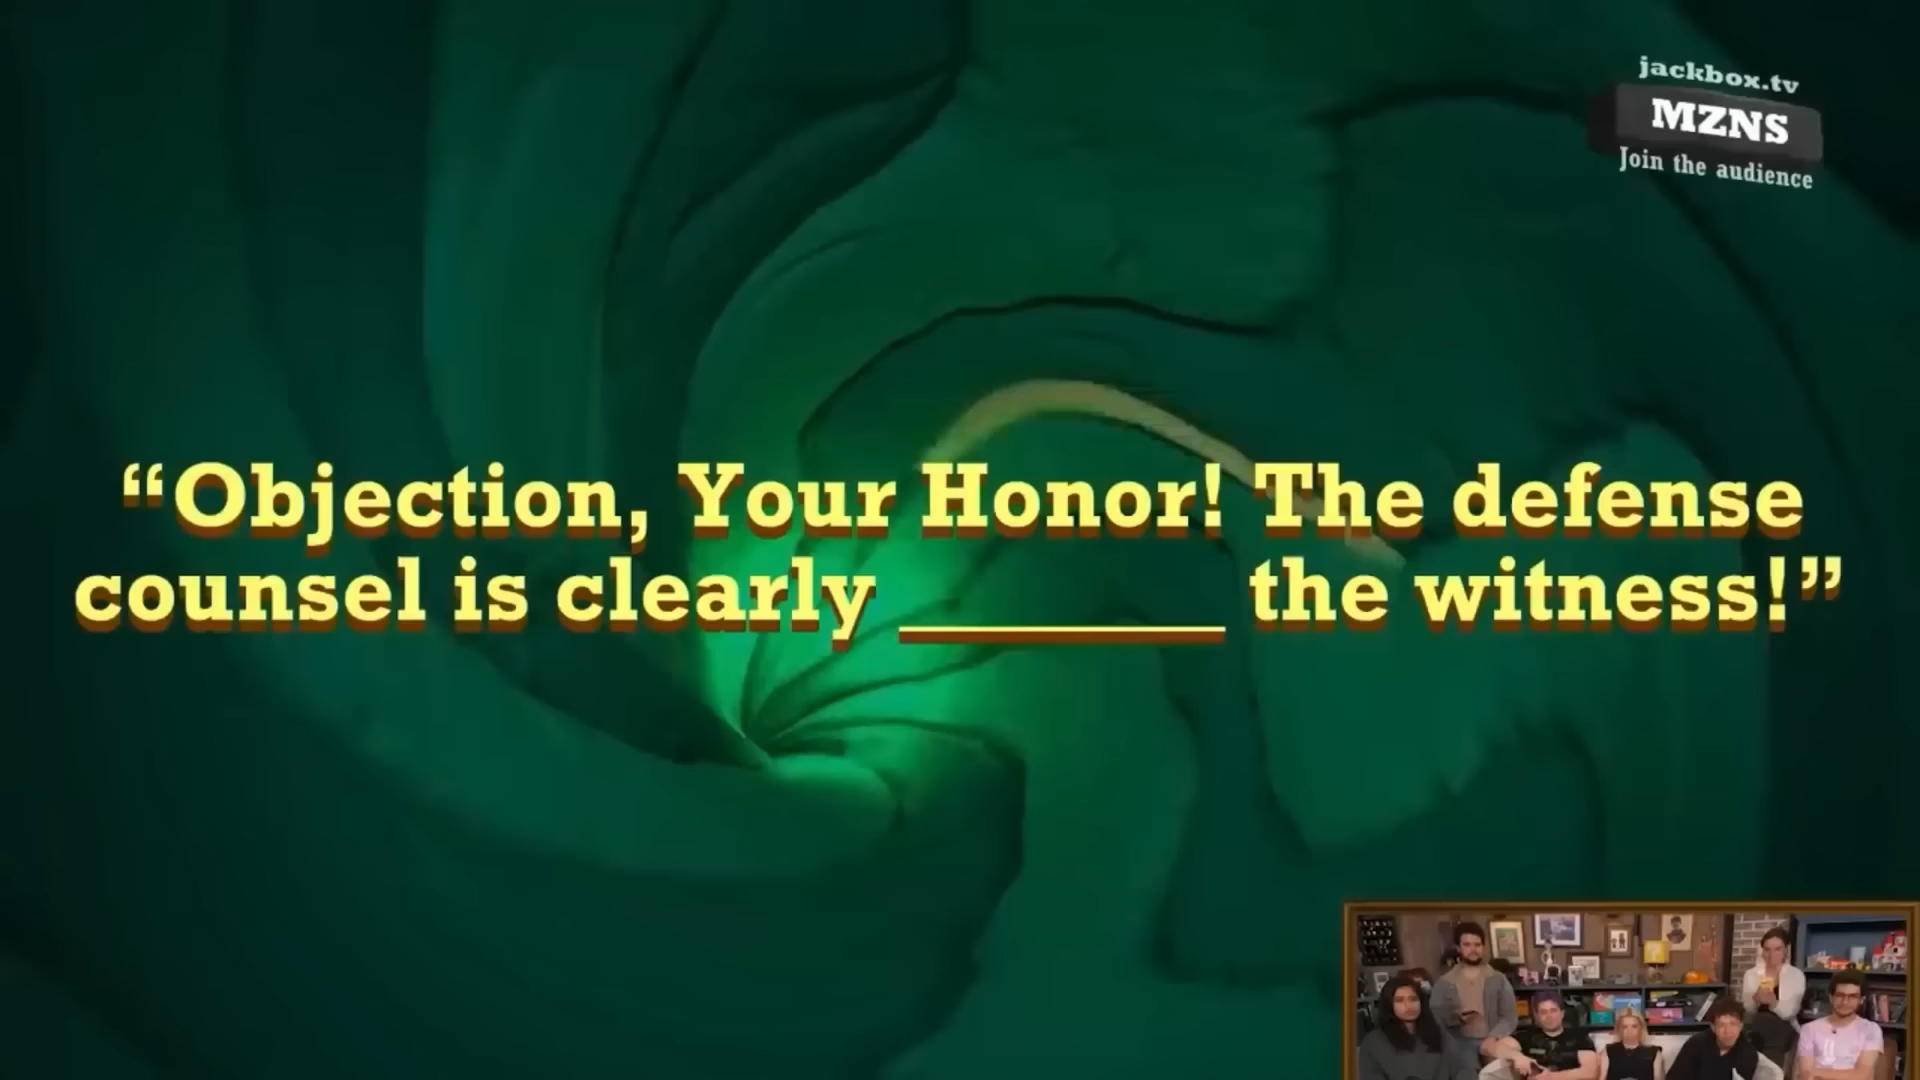 jackbox.tv
MZNS
Join the audience
“Objection, Your Honor! The defense
counsel is clearly ________ the witness!”